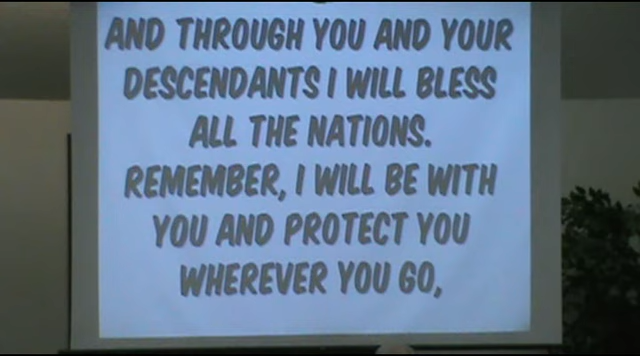 AND THROUGH YOU AND YOUR
DESCENDANTS I WILL BLESS
ALL THE NATIONS.
REMEMBER, I WILL BE WITH
YOU AND PROTECT YOU
WHEREVER YOU GO,